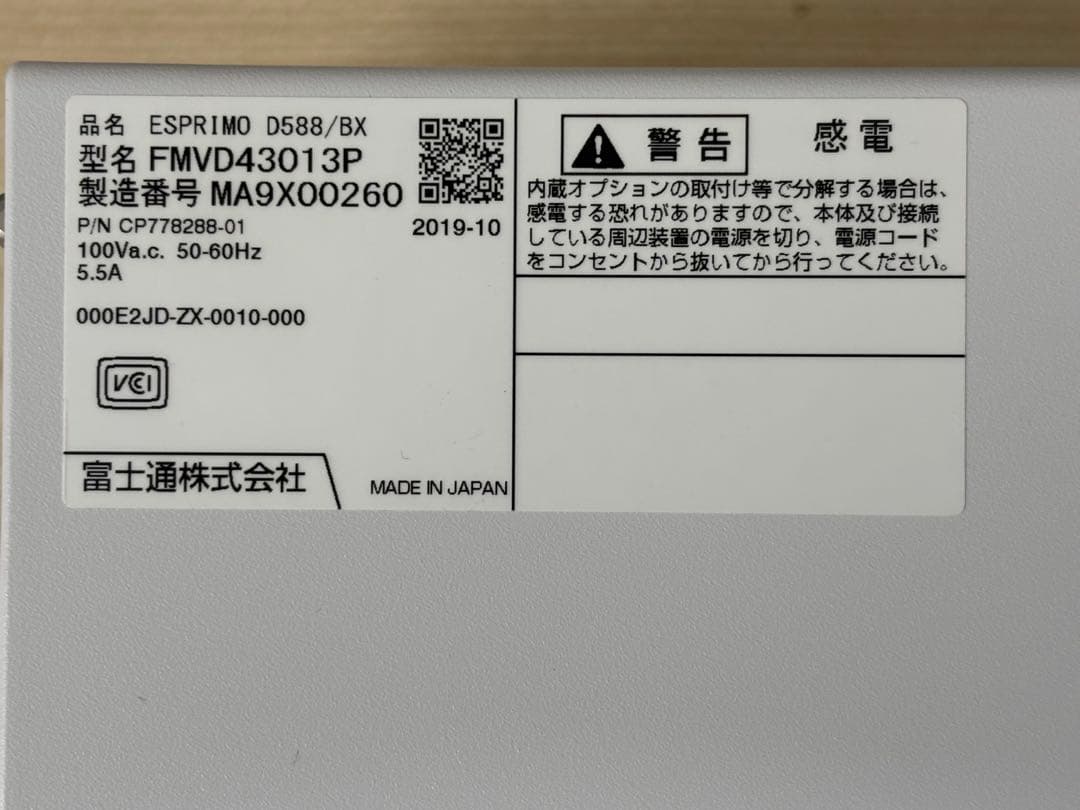 品名 ESPRIMO D588/BX
型名 FMVD43013P
製造番号 MA9X00260
P/N CP778288-01
2019-10
100Va.c. 50-60Hz
5.5A
000E2JD-ZX-0010-000
VCCI
富士通株式会社
MADE IN JAPAN
警告
感電
内蔵オプションの取付け等で分解する場合は、
感電する恐れがありますので、本体及び接続
している周辺装置の電源を切り、電源コード
をコンセントから抜いてから行ってください。